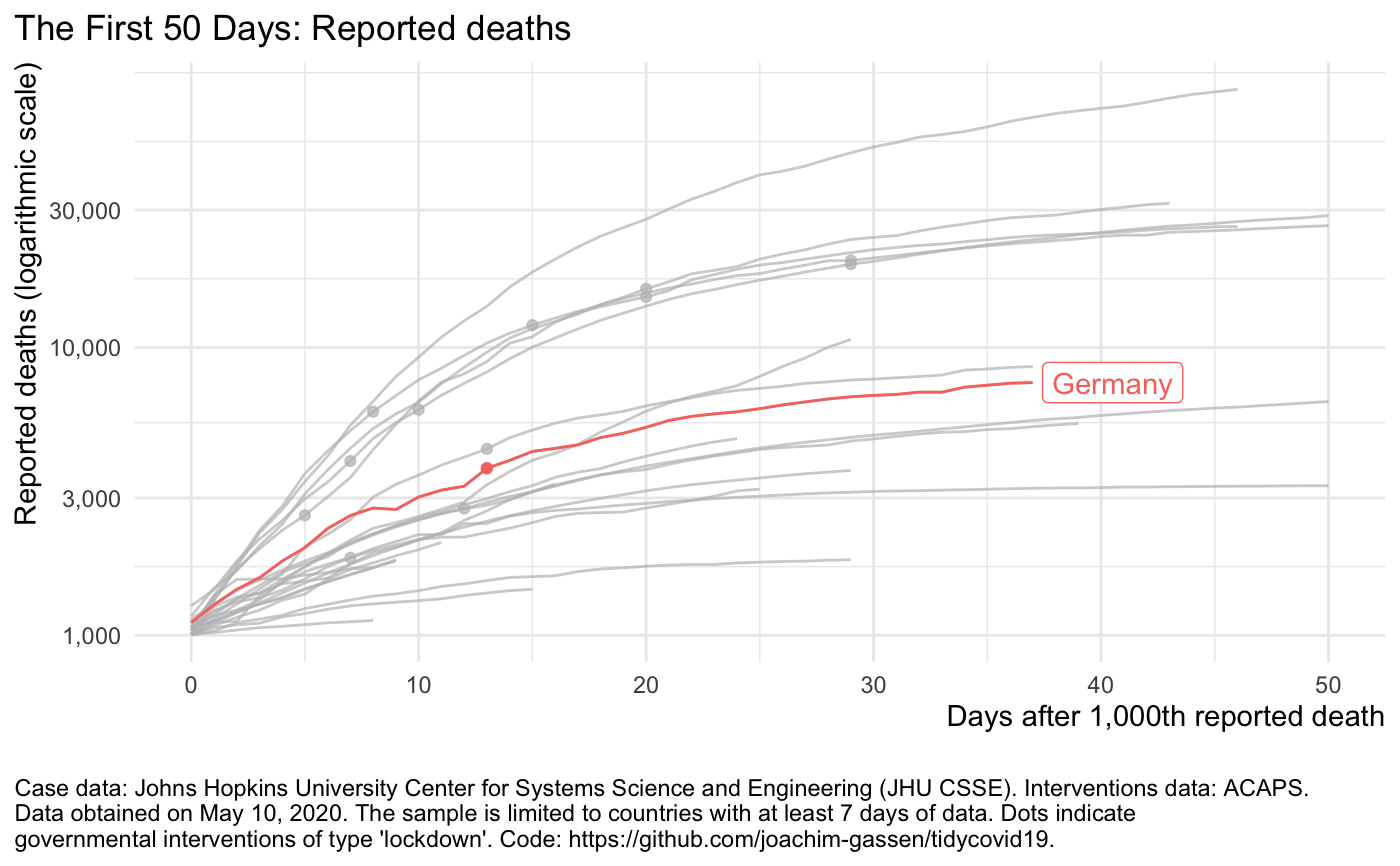 The First 50 Days: Reported deaths
Reported deaths (logarithmic scale)
30,000
10,000
3,000
1,000
Germany
0 10 20 30 40 50
Days after 1,000th reported death
Case data: Johns Hopkins University Center for Systems Science and Engineering (JHU CSSE). Interventions data: ACAPS.
Data obtained on May 10, 2020. The sample is limited to countries with at least 7 days of data. Dots indicate
governmental interventions of type 'lockdown'. Code: https://github.com/joachim-gassen/tidycovid19.